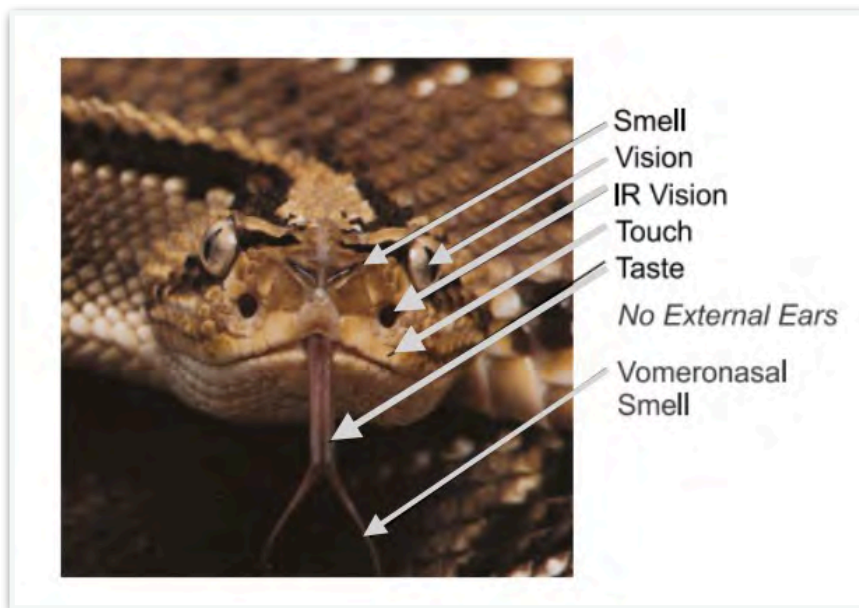 Smell
Vision
IR Vision
Touch
Taste
No External Ears
Vomeronasal
Smell